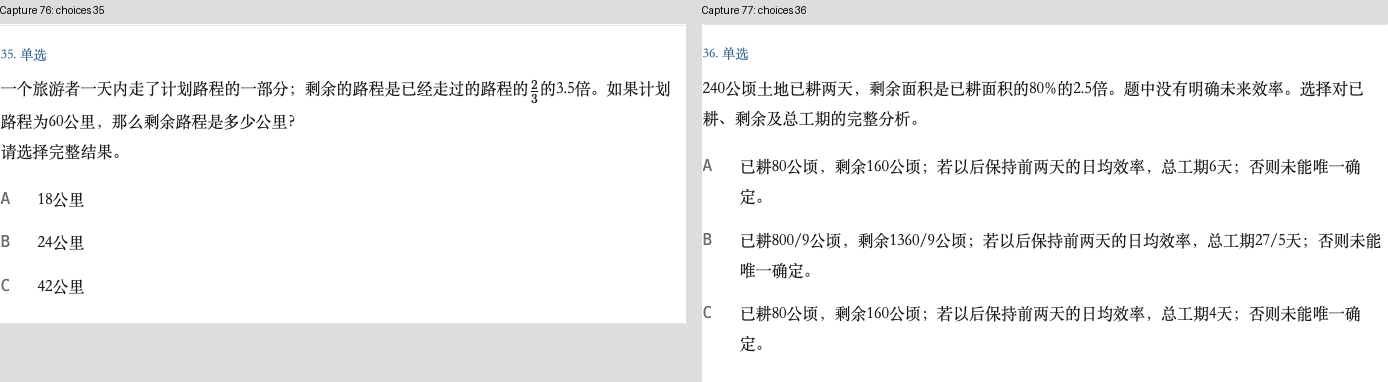 Capture 76: choices 35
35. 单选
一个旅游者一天内走了计划路程的一部分；剩余的路程是已经走过的路程的2/3的3.5倍。如果计划
路程为60公里，那么剩余路程是多少公里？
请选择完整结果。
A 18公里
B 24公里
C 42公里
Capture 77: choices 36
36. 单选
240公顷土地已耕两天，剩余面积是已耕面积的80%的2.5倍。题中没有明确未来效率。选择对已
耕、剩余及总工期的完整分析。
A 已耕80公顷，剩余160公顷；若以后保持前两天的日均效率，总工期6天；否则未能唯一确
定。
B 已耕800/9公顷，剩余1360/9公顷；若以后保持前两天的日均效率，总工期27/5天；否则未能
唯一确定。
C 已耕80公顷，剩余160公顷；若以后保持前两天的日均效率，总工期4天；否则未能唯一确
定。